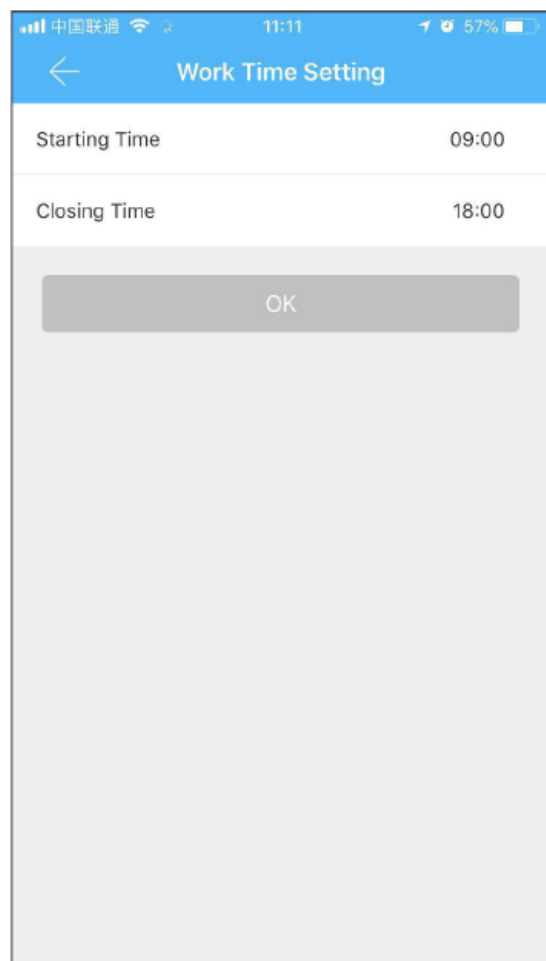 中国联通 11:11 57%
Work Time Setting
Starting Time 09:00
Closing Time 18:00
OK